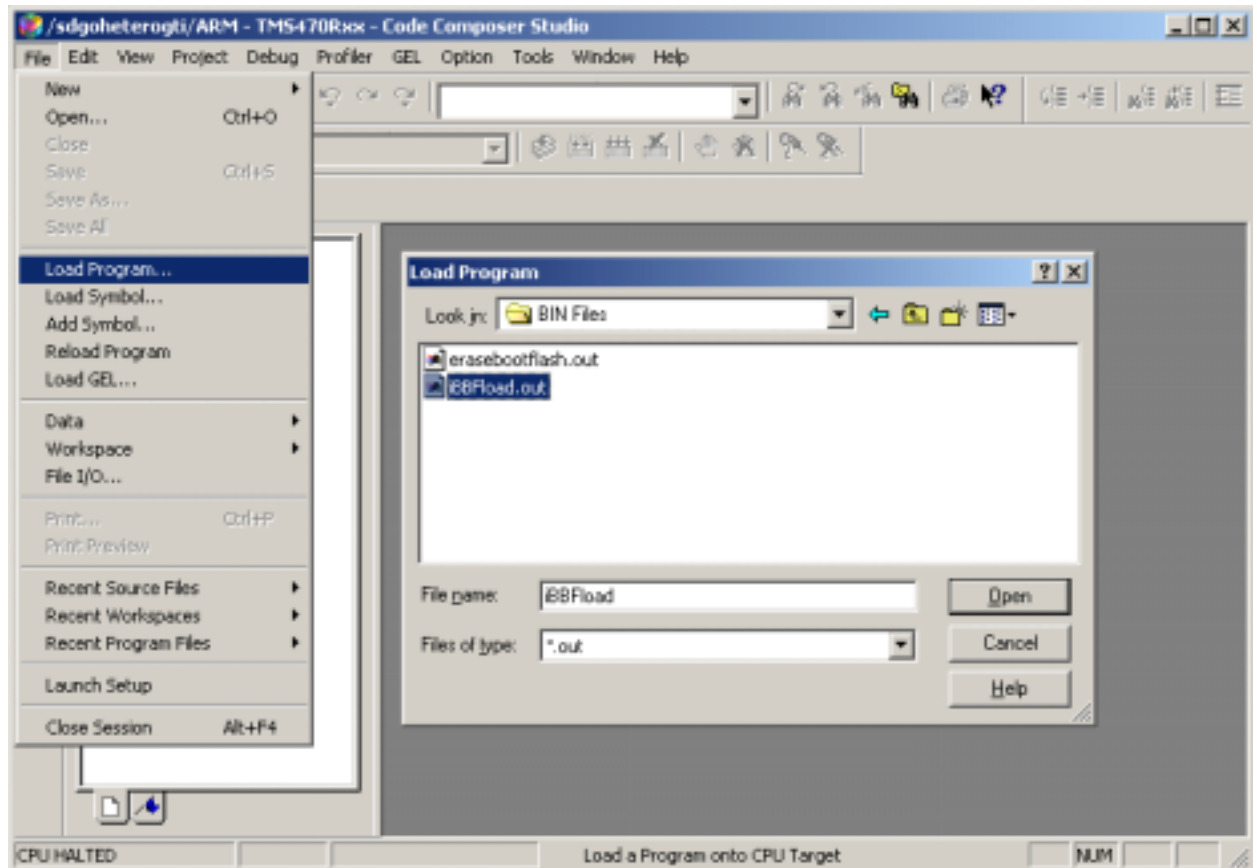 /sdgoheterogti/ARM - TMS470Rxx - Code Composer Studio
File Edit View Project Debug Profiler GEL Option Tools Window Help
New
Open... Ctrl+O
Close
Save Ctrl+S
Save As...
Save All
Load Program...
Load Symbol...
Add Symbol...
Reload Program
Load GEL...
Data
Workspace
File I/O...
Print... Ctrl+P
Print Preview
Recent Source Files
Recent Workspaces
Recent Program Files
Launch Setup
Close Session Alt+F4
Load Program
Look in: BIN Files
erasebootflash.out
iBBFload.out
File name: iBBFload Open
Files of type: *.out Cancel
Help
CPU HALTED Load a Program onto CPU Target NUM